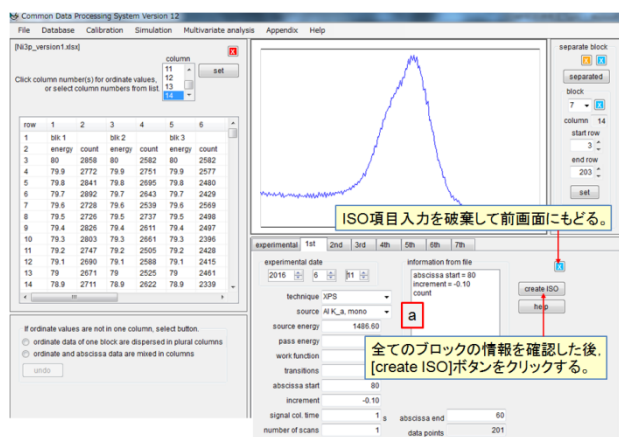 Common Data Processing System Version 12
File Database Calibration Simulation Multivariate analysis Appendix Help
[Ni3p_version1.xlsx]
column
Click column number(s) for ordinate values,
or select column numbers from list.
11
12
13
14
set
row 1 2 3 4 5 6
1 blk 1 blk 2 blk 3
2 energy count energy count energy count
3 80 2858 80 2582 80 2582
4 79.9 2772 79.9 2751 79.9 2577
5 79.8 2841 79.8 2695 79.8 2480
6 79.7 2892 79.7 2643 79.7 2429
7 79.6 2728 79.6 2539 79.6 2569
8 79.5 2726 79.5 2737 79.5 2498
9 79.4 2826 79.4 2611 79.4 2497
10 79.3 2803 79.3 2661 79.3 2396
11 79.2 2747 79.2 2505 79.2 2428
12 79.1 2690 79.1 2588 79.1 2415
13 79 2671 79 2525 79 2461
14 78.9 2711 78.9 2622 78.9 2339
If ordinate values are not in one column, select button.
ordinate data of one block are dispersed in plural columns
ordinate and abscissa data are mixed in columns
undo
separate block
separated
block
7
column 14
start row
3
end row
203
set
ISO項目入力を破棄して前画面にもどる。
experimental 1st 2nd 3rd 4th 5th 6th 7th
experimental date
2016 6 11
information from file
abscissa start = 80
increment = -0.10
count
technique XPS
source Al K_a, mono
source energy 1486.60
pass energy
work function
transitions
abscissa start 80
increment -0.10
signal col. time 1 s
number of scans 1
abscissa end 60
data points 201
a
create ISO
help
全てのブロックの情報を確認した後,
[create ISO]ボタンをクリックする。